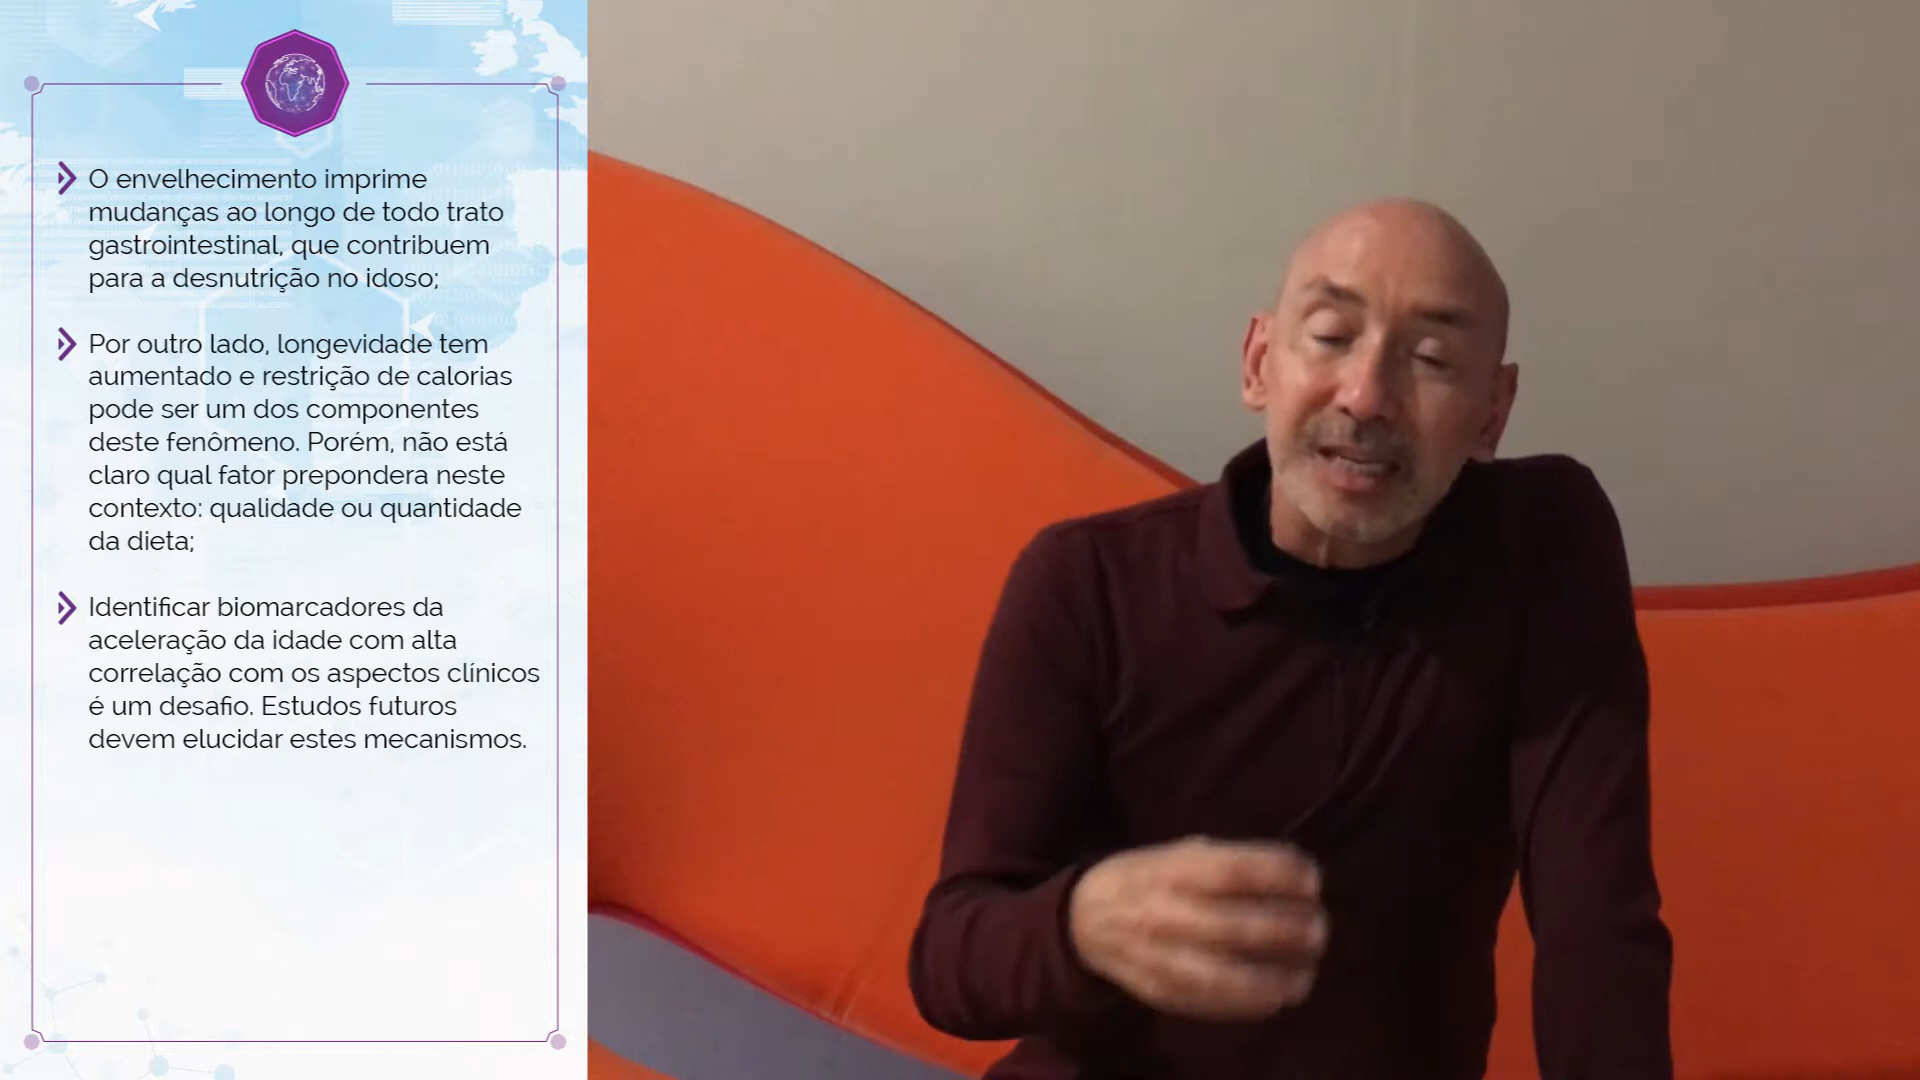 O envelhecimento imprime
mudanças ao longo de todo trato
gastrointestinal, que contribuem
para a desnutrição no idoso;
Por outro lado, longevidade tem
aumentado e restrição de calorias
pode ser um dos componentes
deste fenômeno. Porém, não está
claro qual fator prepondera neste
contexto: qualidade ou quantidade
da dieta;
Identificar biomarcadores da
aceleração da idade com alta
correlação com os aspectos clínicos
é um desafio. Estudos futuros
devem elucidar estes mecanismos.